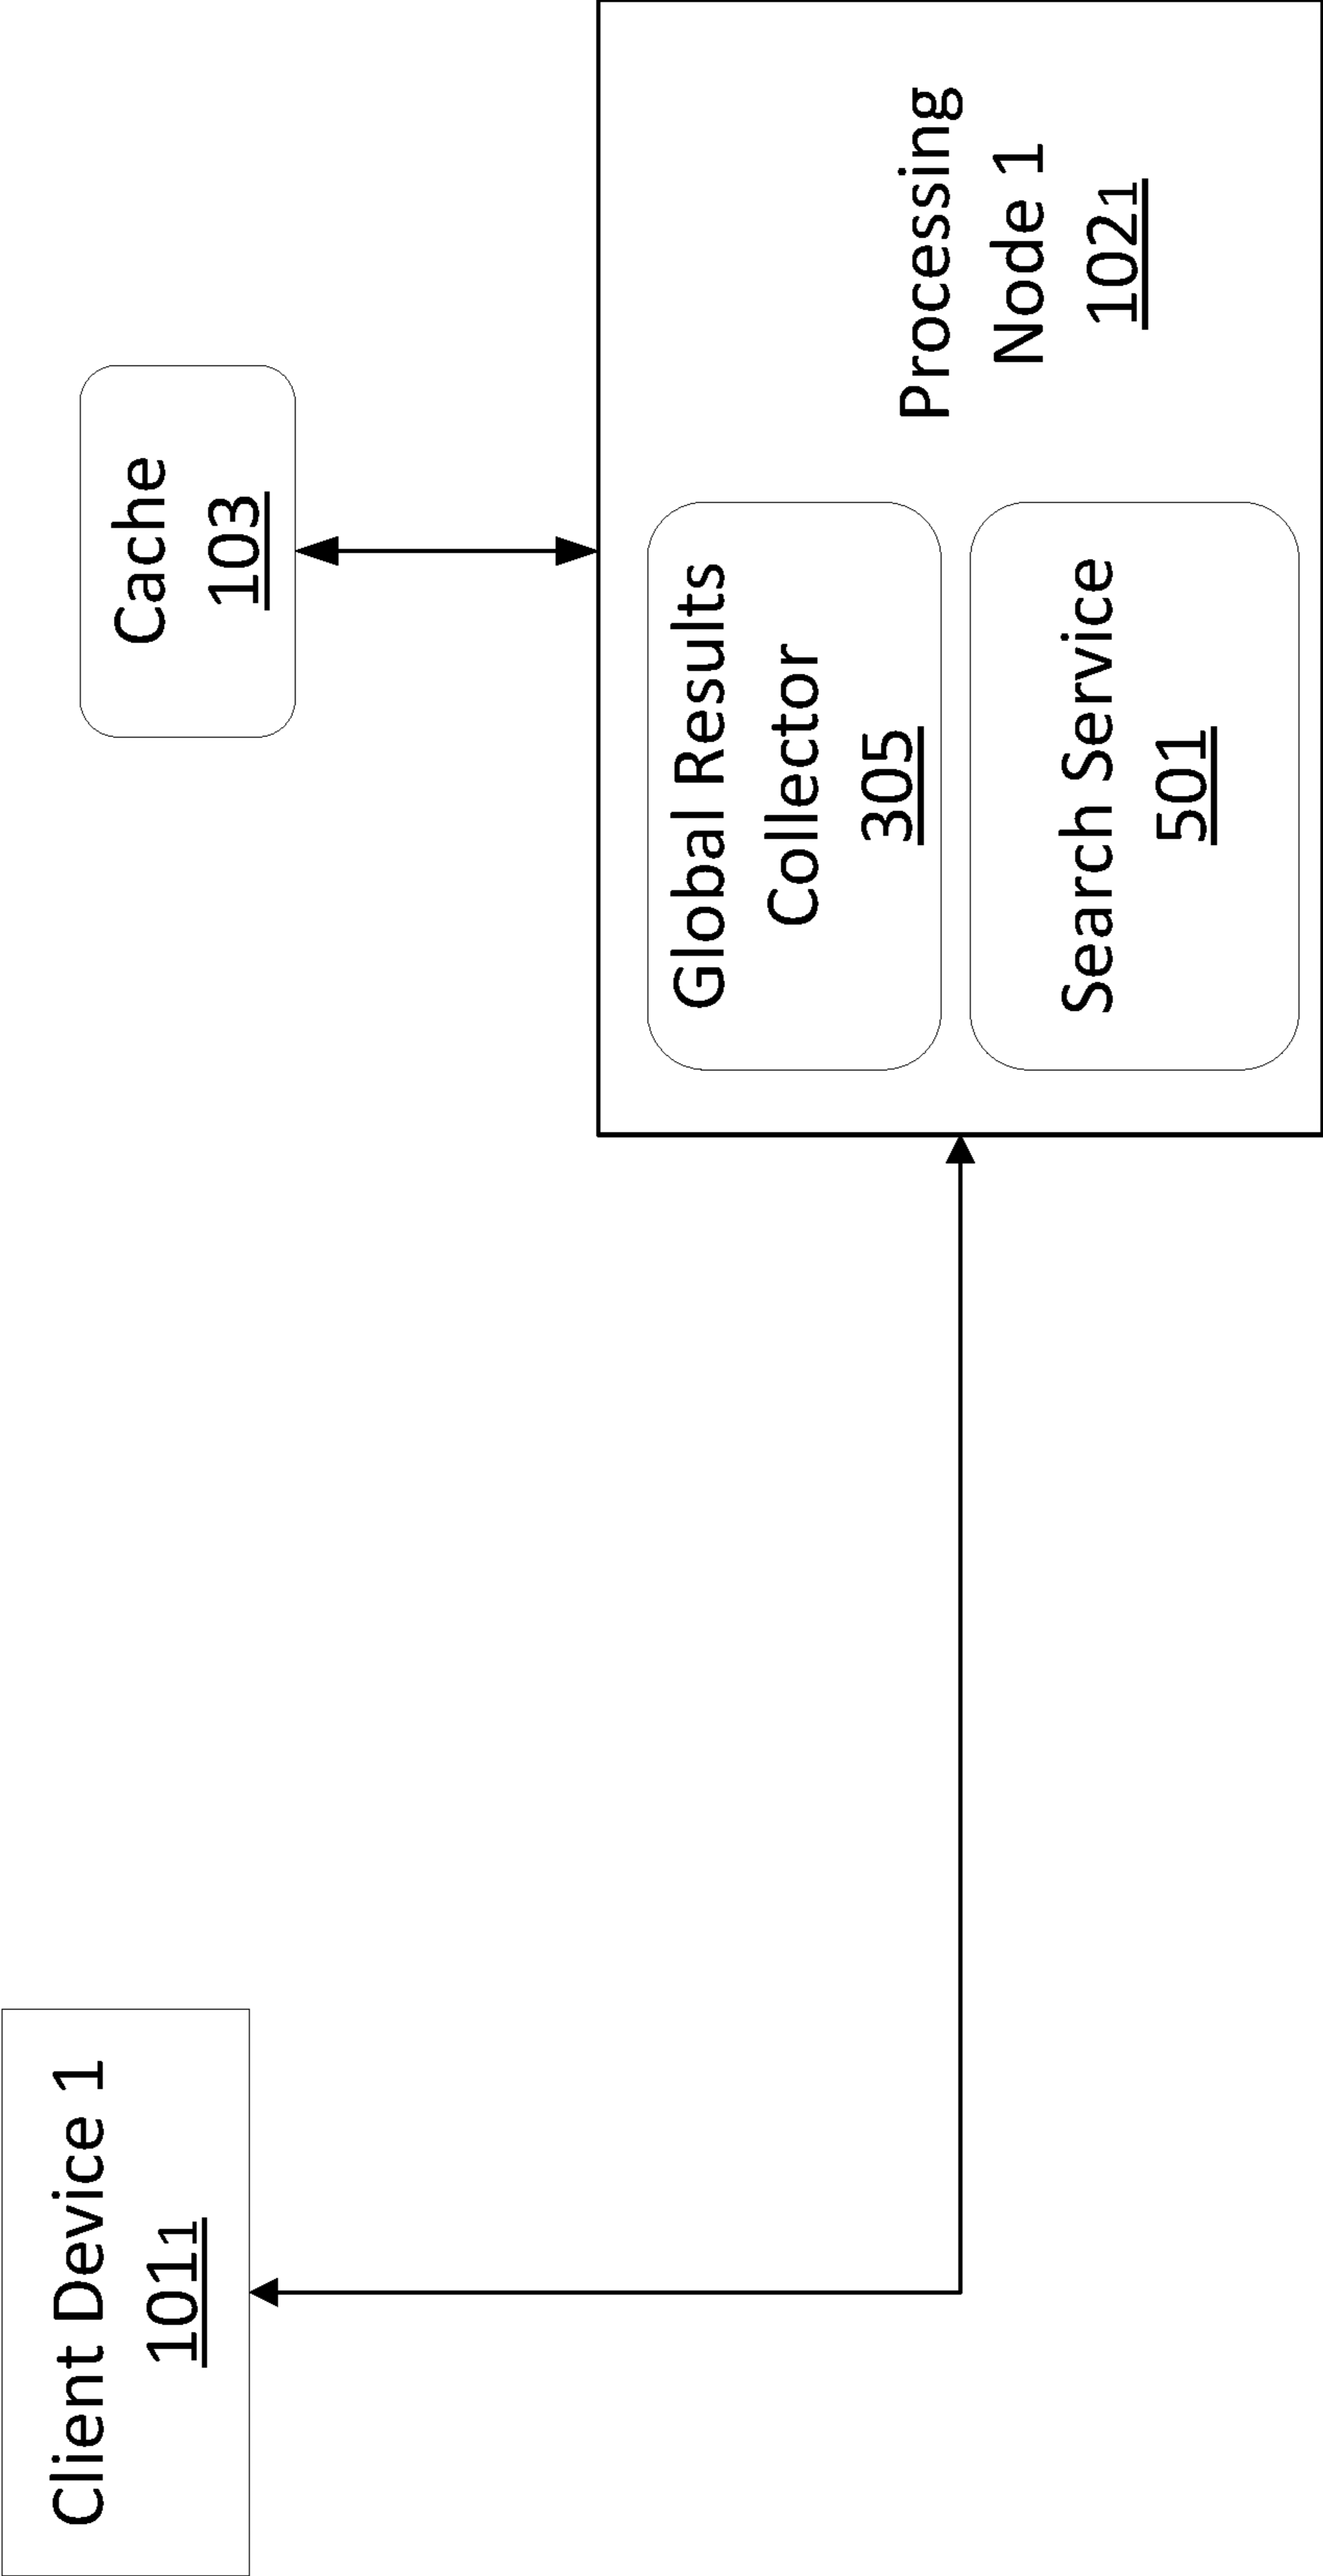 Client Device 1
101₁
Cache
103
Global Results
Collector
305
Search Service
501
Processing
Node 1
102₁